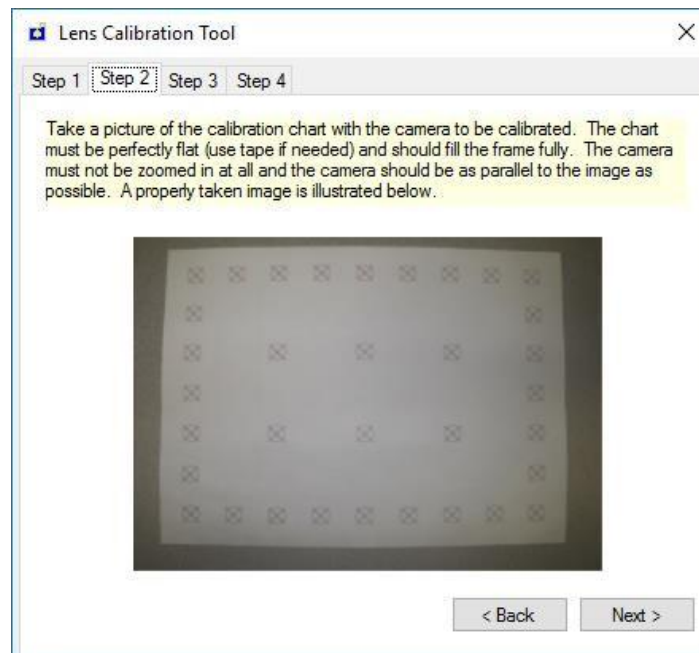 Lens Calibration Tool
Step 1 Step 2 Step 3 Step 4
Take a picture of the calibration chart with the camera to be calibrated. The chart
must be perfectly flat (use tape if needed) and should fill the frame fully. The camera
must not be zoomed in at all and the camera should be as parallel to the image as
possible. A properly taken image is illustrated below.
< Back Next >